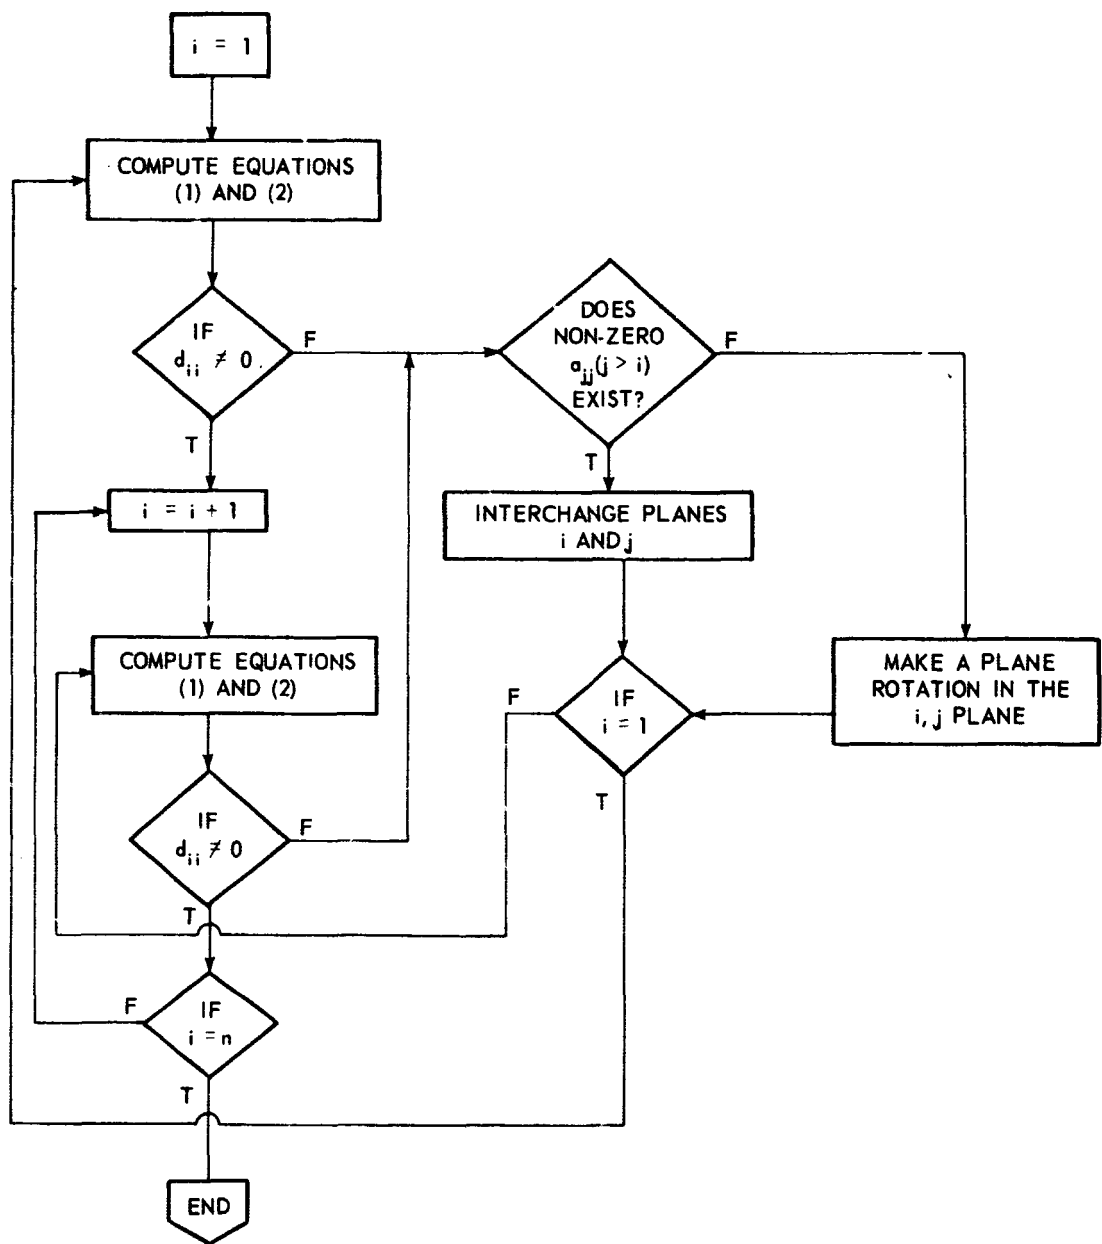 i = 1
COMPUTE EQUATIONS
(1) AND (2)
IF
d_ii ≠ 0
F
T
DOES
NON-ZERO
a_jj (j > i)
EXIST?
F
T
i = i + 1
INTERCHANGE PLANES
i AND j
COMPUTE EQUATIONS
(1) AND (2)
IF
i = 1
F
T
MAKE A PLANE
ROTATION IN THE
i, j PLANE
IF
d_ii ≠ 0
F
T
IF
i = n
F
T
END